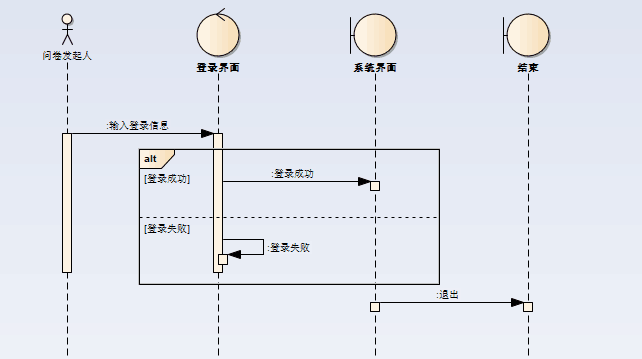 问卷发起人
登录界面
系统界面
结束
:输入登录信息
alt
[登录成功]
:登录成功
[登录失败]
:登录失败
:退出